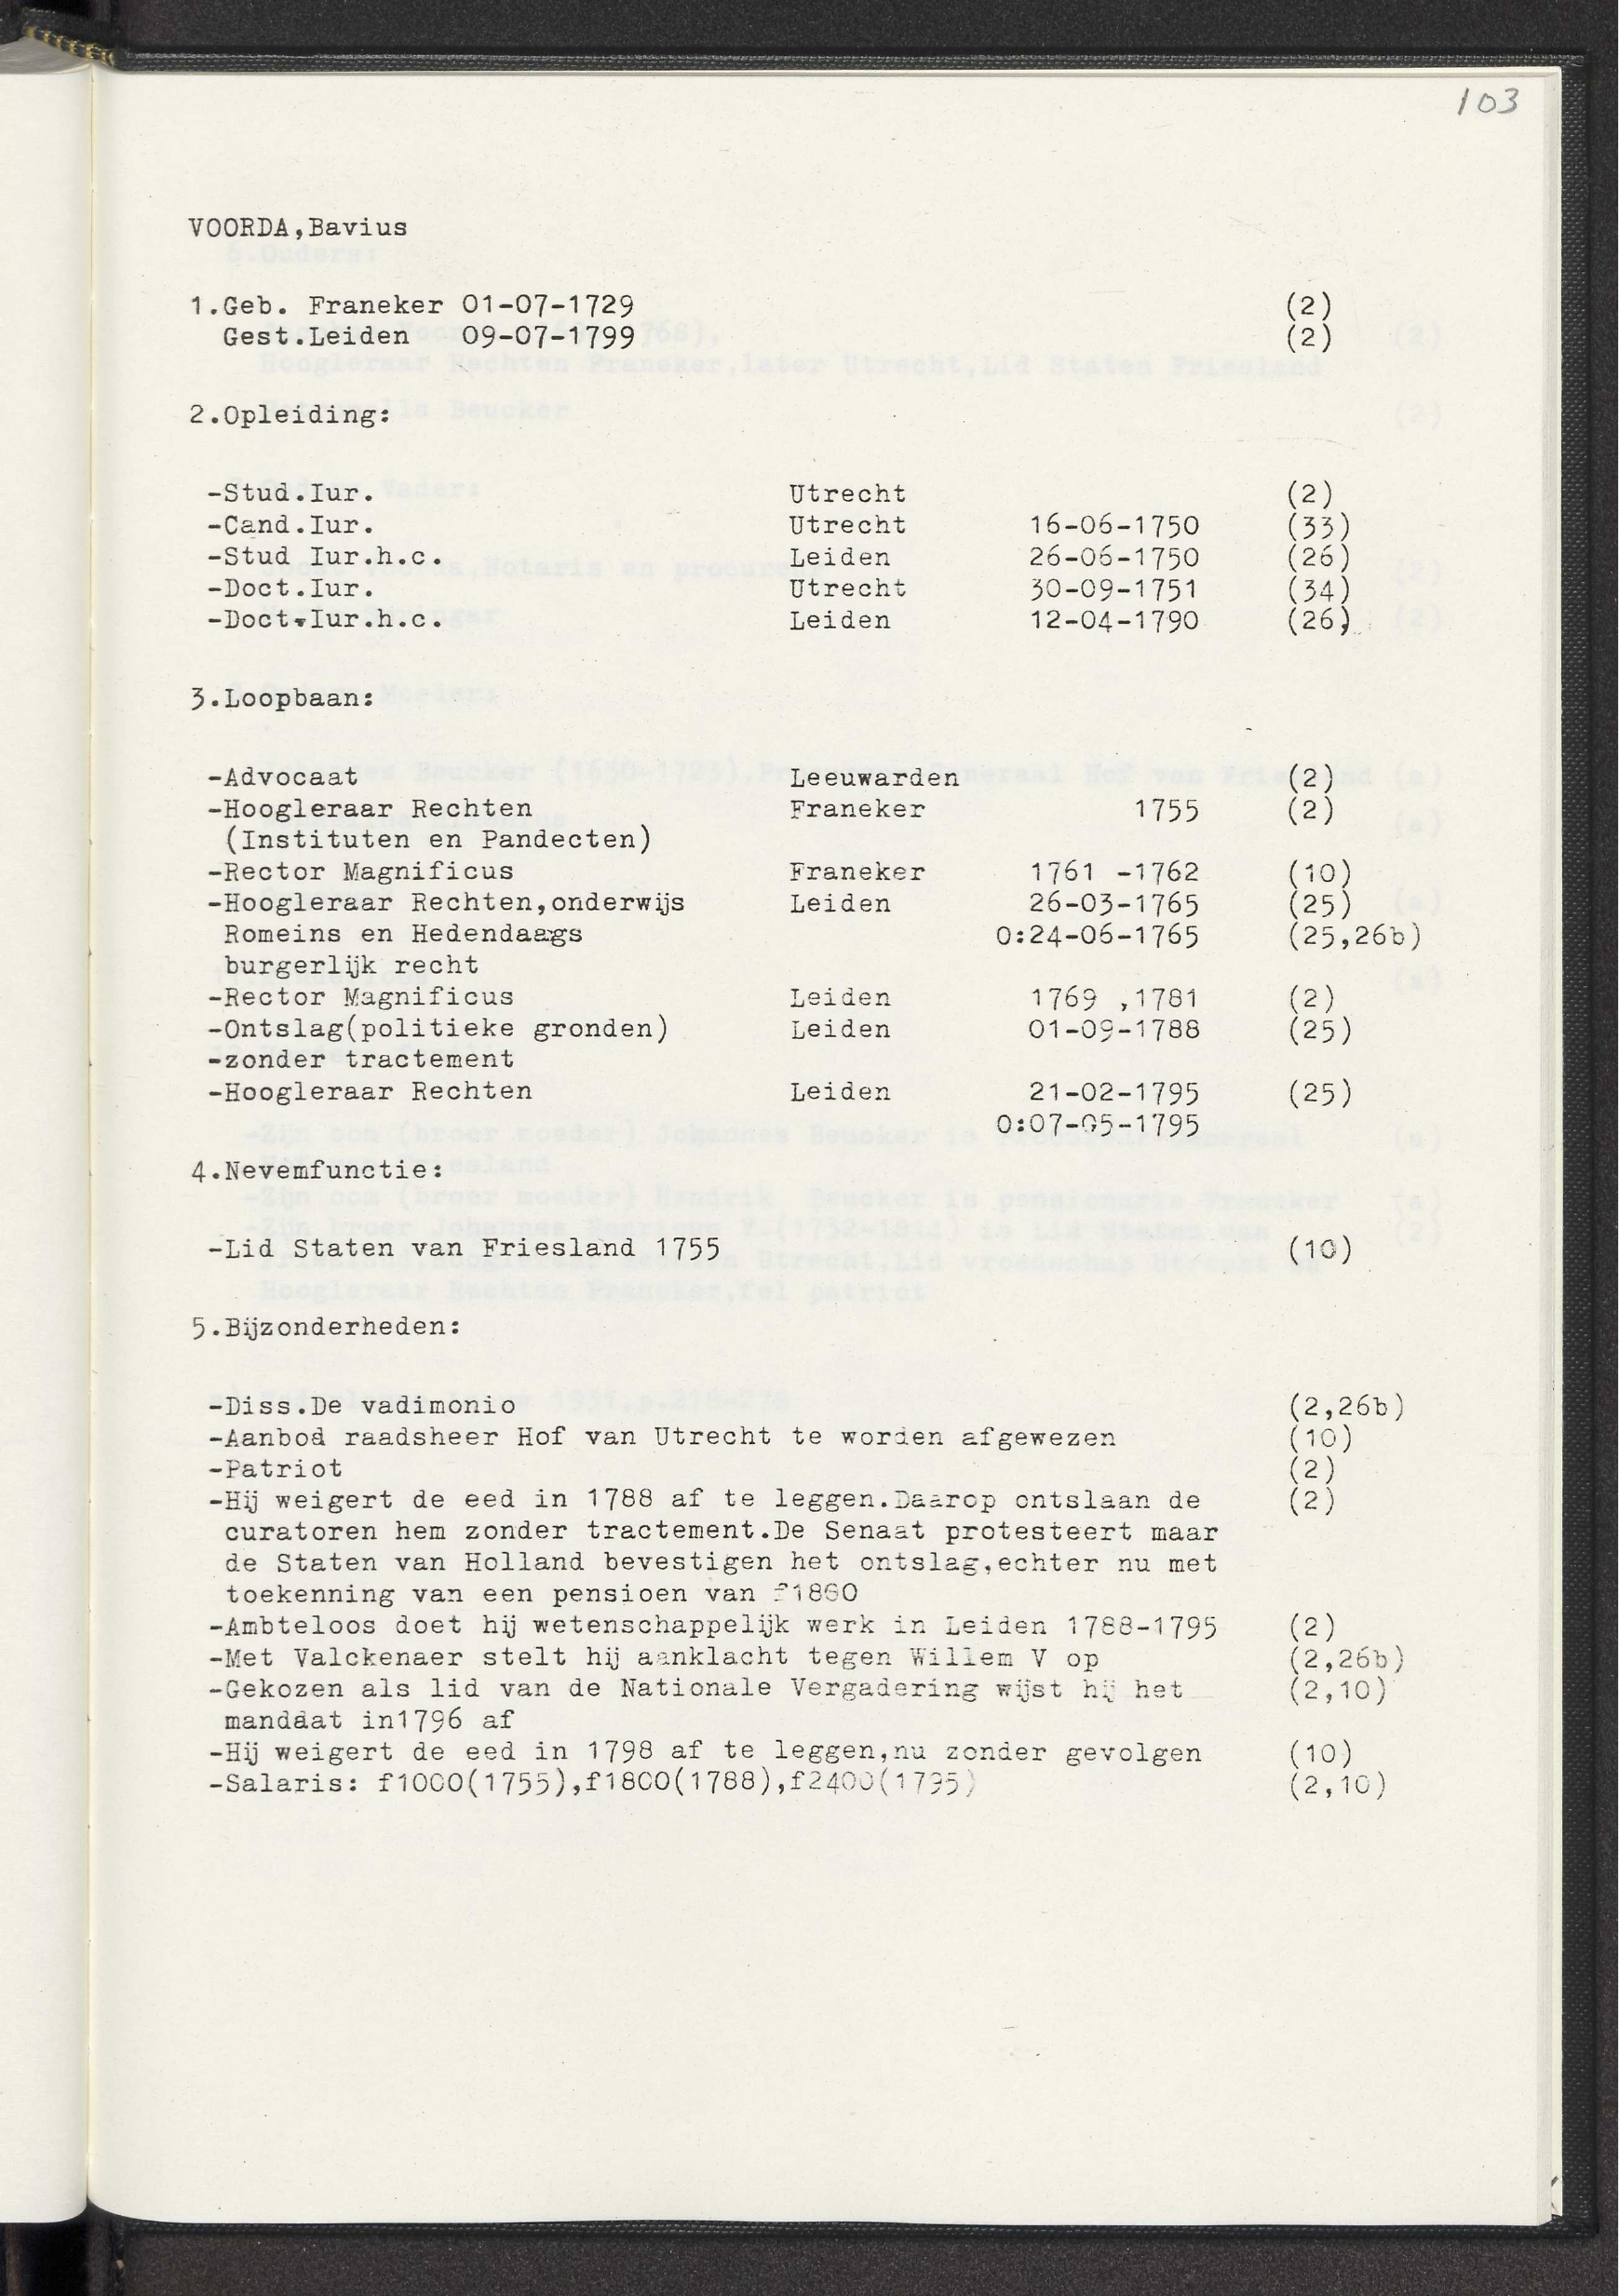 103
VOORDA,Bavius
1.Geb. Franeker 01-07-1729 (2)
Gest.Leiden 09-07-1799 (2)
2.Opleiding:
-Stud.Iur. Utrecht (2)
-Cand.Iur. Utrecht 16-06-1750 (33)
-Stud Iur.h.c. Leiden 26-06-1750 (26)
-Doct.Iur. Utrecht 30-09-1751 (34)
-Doct.Iur.h.c. Leiden 12-04-1790 (26)
3.Loopbaan:
-Advocaat Leeuwarden (2)
-Hoogleraar Rechten Franeker 1755 (2)
(Instituten en Pandecten)
-Rector Magnificus Franeker 1761 -1762 (10)
-Hoogleraar Rechten,onderwijs Leiden 26-03-1765 (25)
Romeins en Hedendaags O:24-06-1765 (25,26b)
burgerlijk recht
-Rector Magnificus Leiden 1769 ,1781 (2)
-Ontslag(politieke gronden) Leiden 01-09-1788 (25)
-zonder tractement
-Hoogleraar Rechten Leiden 21-02-1795 (25)
O:07-05-1795
4.Nevemfunctie:
-Lid Staten van Friesland 1755 (10)
5.Bijzonderheden:
-Diss.De vadimonio (2,26b)
-Aanbod raadsheer Hof van Utrecht te worden afgewezen (10)
-Patriot (2)
-Hij weigert de eed in 1788 af te leggen.Daarop ontslaan de (2)
curatoren hem zonder tractement.De Senaat protesteert maar
de Staten van Holland bevestigen het ontslag,echter nu met
toekenning van een pensioen van
-Ambteloos doet hij wetenschappelijk werk in Leiden 1788-1795 (2)
-Met Valckenaer stelt hij aanklacht tegen Willem V op (2,26b)
-Gekozen als lid van de Nationale Vergadering wijst hij het (2,10)
mandaat in1796 af
-Hij weigert de eed in 1798 af te leggen,nu zonder gevolgen (10)
-Salaris: f1000(1755),f1800(1788),f2400(1795) (2,10)